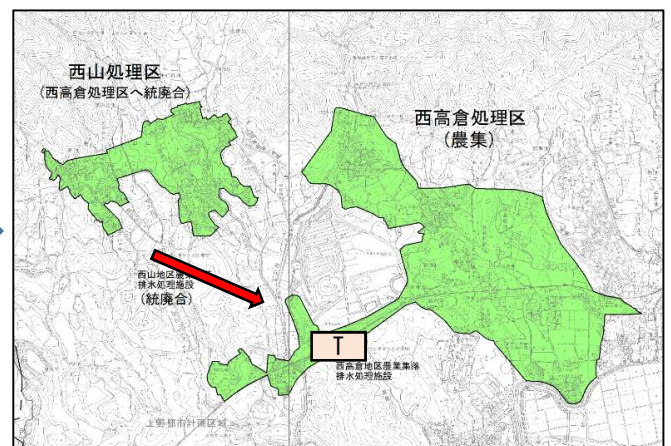 西山処理区
(西高倉処理区へ統廃合)
西高倉処理区
(農集)
西山地区農業
排水処理施設
(統廃合)
T
西高倉地区農業集落
排水処理施設
上野都市計画区域